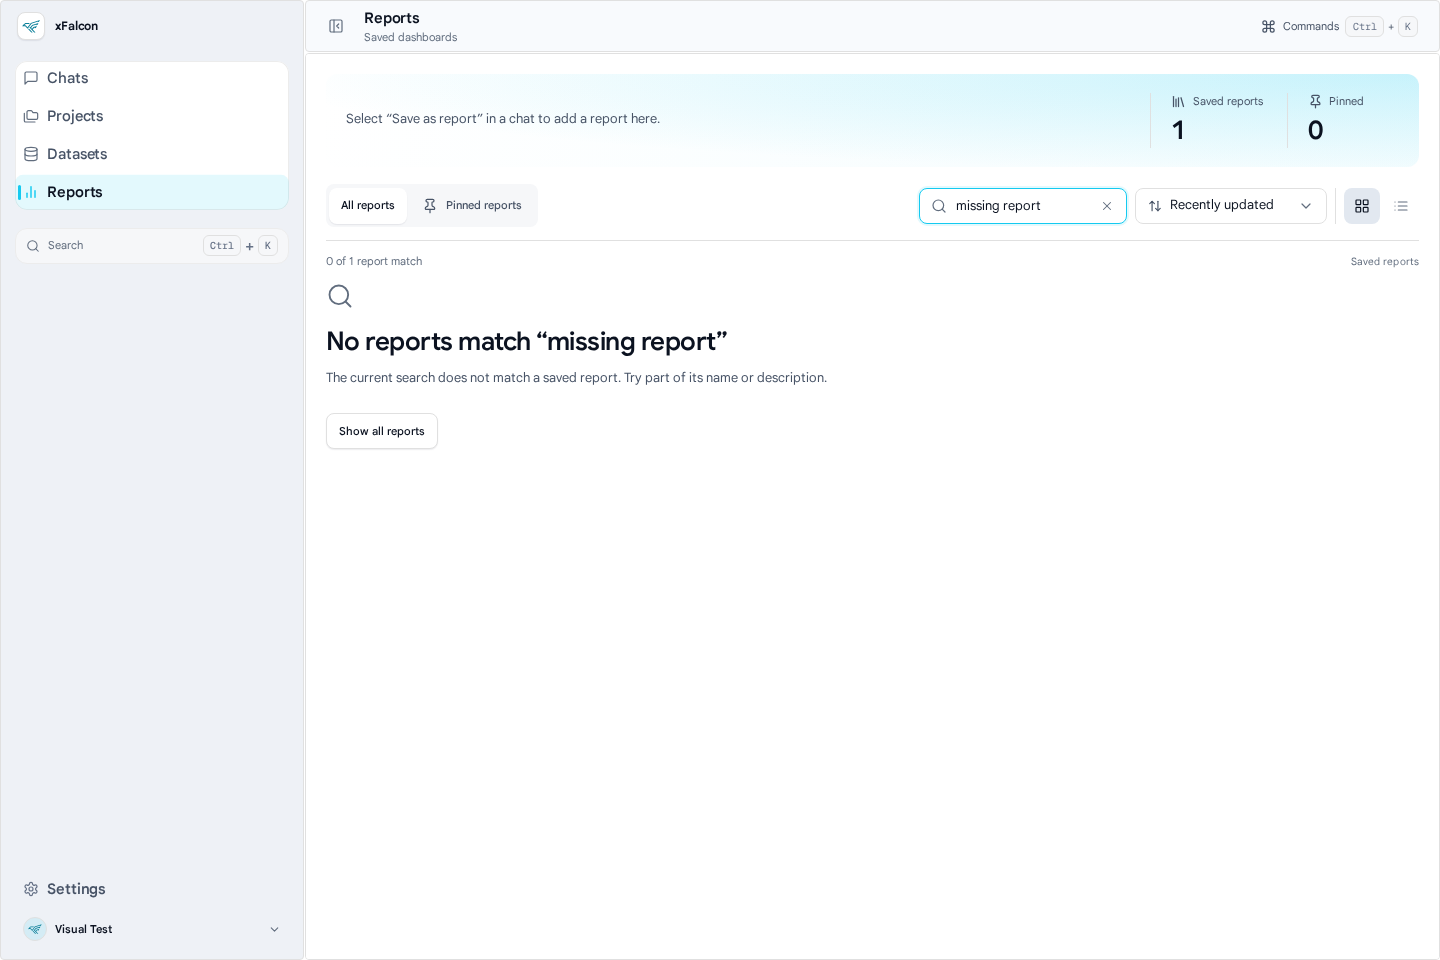 xFalcon
Chats
Projects
Datasets
Reports
Search
Ctrl + K
Settings
Visual Test
Reports
Saved dashboards
Commands Ctrl + K
Select “Save as report” in a chat to add a report here.
Saved reports
1
Pinned
0
All reports
Pinned reports
missing report
Recently updated
0 of 1 report match
Saved reports
No reports match “missing report”
The current search does not match a saved report. Try part of its name or description.
Show all reports